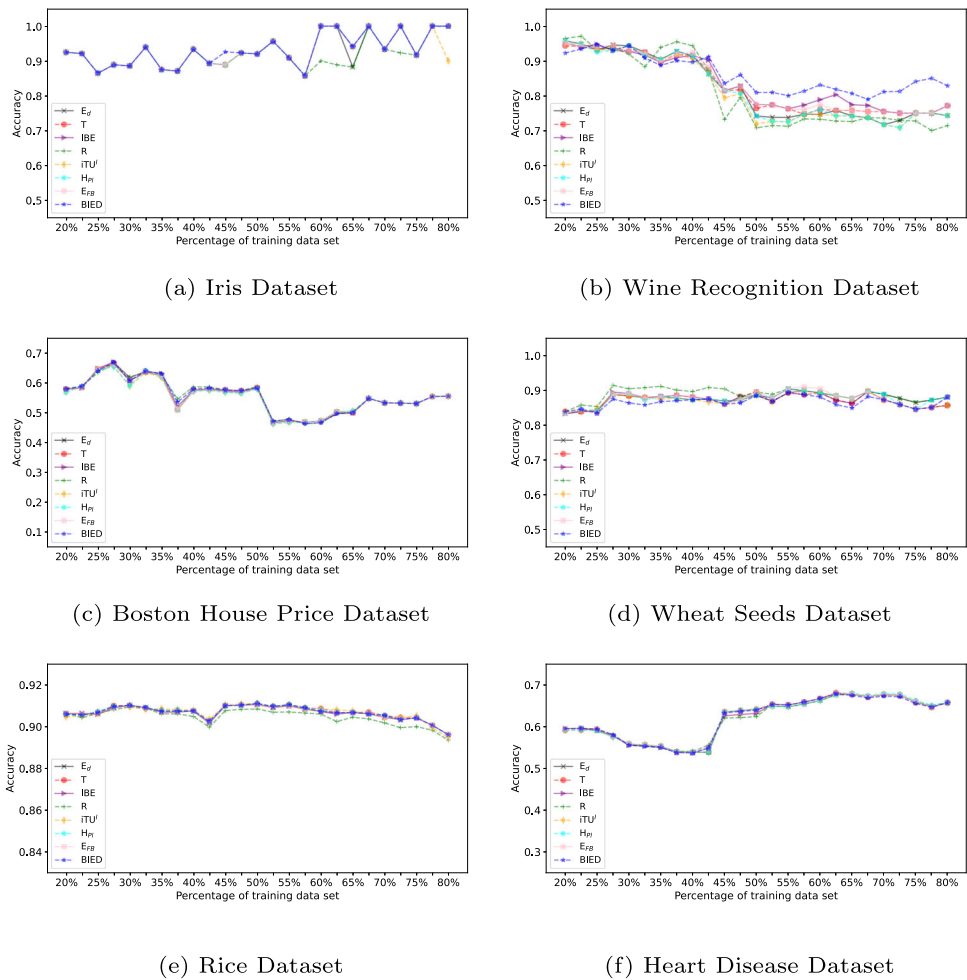 1.0
0.9
0.8
0.7
0.6
0.5
Accuracy
E_d
T
IBE
R
iTU^I
H_PI
E_FB
BIED
20% 25% 30% 35% 40% 45% 50% 55% 60% 65% 70% 75% 80%
Percentage of training data set
(a) Iris Dataset
1.0
0.9
0.8
0.7
0.6
0.5
Accuracy
E_d
T
IBE
R
iTU^I
H_PI
E_FB
BIED
20% 25% 30% 35% 40% 45% 50% 55% 60% 65% 70% 75% 80%
Percentage of training data set
(b) Wine Recognition Dataset
0.7
0.6
0.5
0.4
0.3
0.2
0.1
Accuracy
E_d
T
IBE
R
iTU^I
H_PI
E_FB
BIED
20% 25% 30% 35% 40% 45% 50% 55% 60% 65% 70% 75% 80%
Percentage of training data set
(c) Boston House Price Dataset
1.0
0.9
0.8
0.7
0.6
0.5
Accuracy
E_d
T
IBE
R
iTU^I
H_PI
E_FB
BIED
20% 25% 30% 35% 40% 45% 50% 55% 60% 65% 70% 75% 80%
Percentage of training data set
(d) Wheat Seeds Dataset
0.92
0.90
0.88
0.86
0.84
Accuracy
E_d
T
IBE
R
iTU^I
H_PI
E_FB
BIED
20% 25% 30% 35% 40% 45% 50% 55% 60% 65% 70% 75% 80%
Percentage of training data set
(e) Rice Dataset
0.7
0.6
0.5
0.4
0.3
Accuracy
E_d
T
IBE
R
iTU^I
H_PI
E_FB
BIED
20% 25% 30% 35% 40% 45% 50% 55% 60% 65% 70% 75% 80%
Percentage of training data set
(f) Heart Disease Dataset